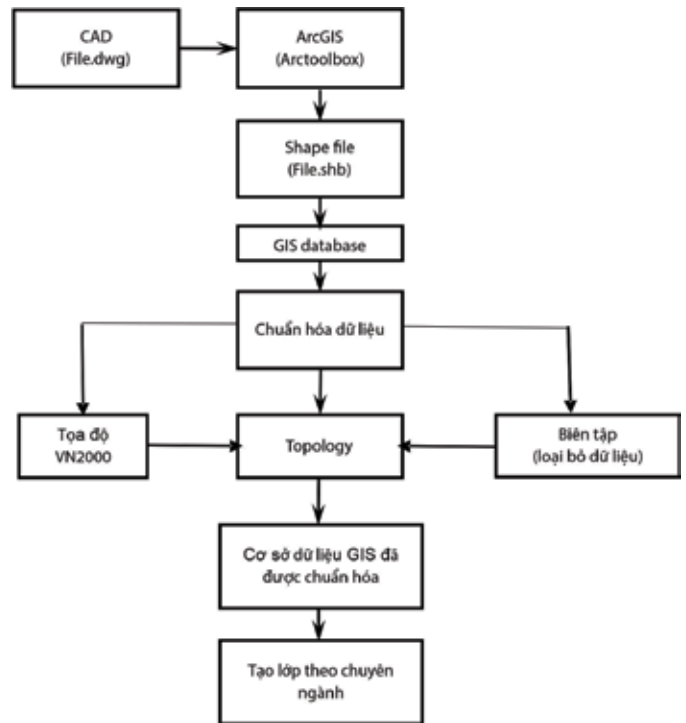 CAD
(File.dwg)
ArcGIS
(Arctoolbox)
Shape file
(File.shb)
GIS database
Chuẩn hóa dữ liệu
Tọa độ
VN2000
Topology
Biên tập
(loại bỏ dữ liệu)
Cơ sở dữ liệu GIS đã
được chuẩn hóa
Tạo lớp theo chuyên
ngành